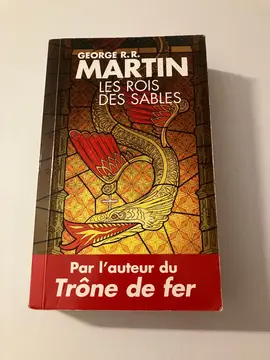 GEORGE R. R.
MARTIN
LES ROIS
DES SABLES
Par l'auteur du
Trône de fer